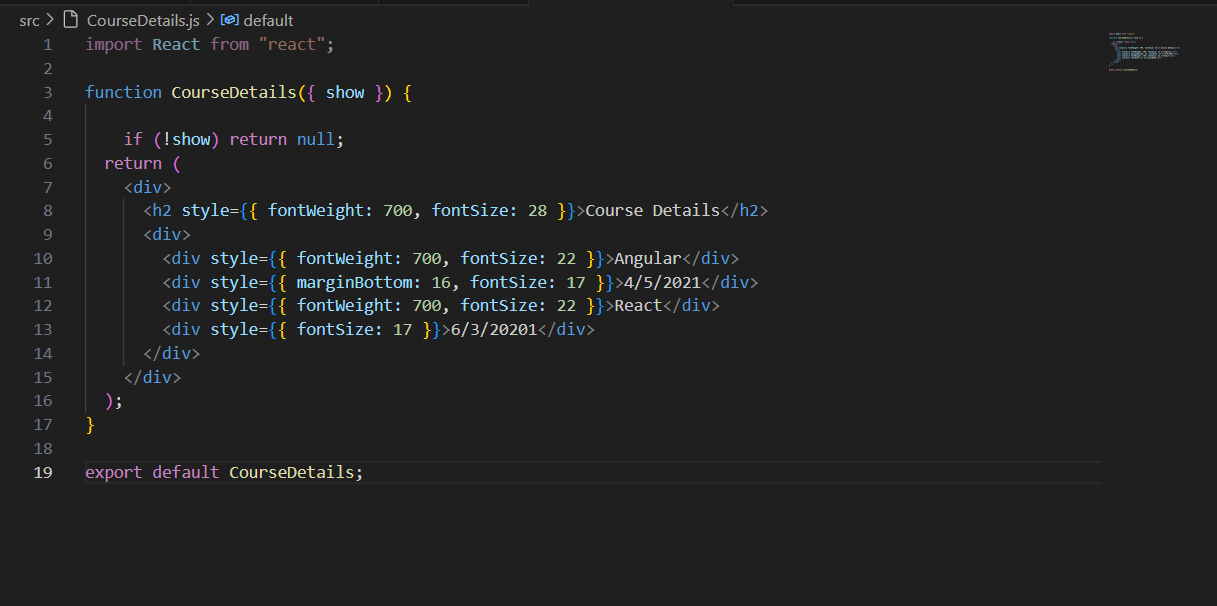 src > CourseDetails.js > default
1 import React from "react";
2
3 function CourseDetails({ show }) {
4
5 if (!show) return null;
6 return (
7 <div>
8 <h2 style={{ fontWeight: 700, fontSize: 28 }}>Course Details</h2>
9 <div>
10 <div style={{ fontWeight: 700, fontSize: 22 }}>Angular</div>
11 <div style={{ marginBottom: 16, fontSize: 17 }}>4/5/2021</div>
12 <div style={{ fontWeight: 700, fontSize: 22 }}>React</div>
13 <div style={{ fontSize: 17 }}>6/3/20201</div>
14 </div>
15 </div>
16 );
17 }
18
19 export default CourseDetails;